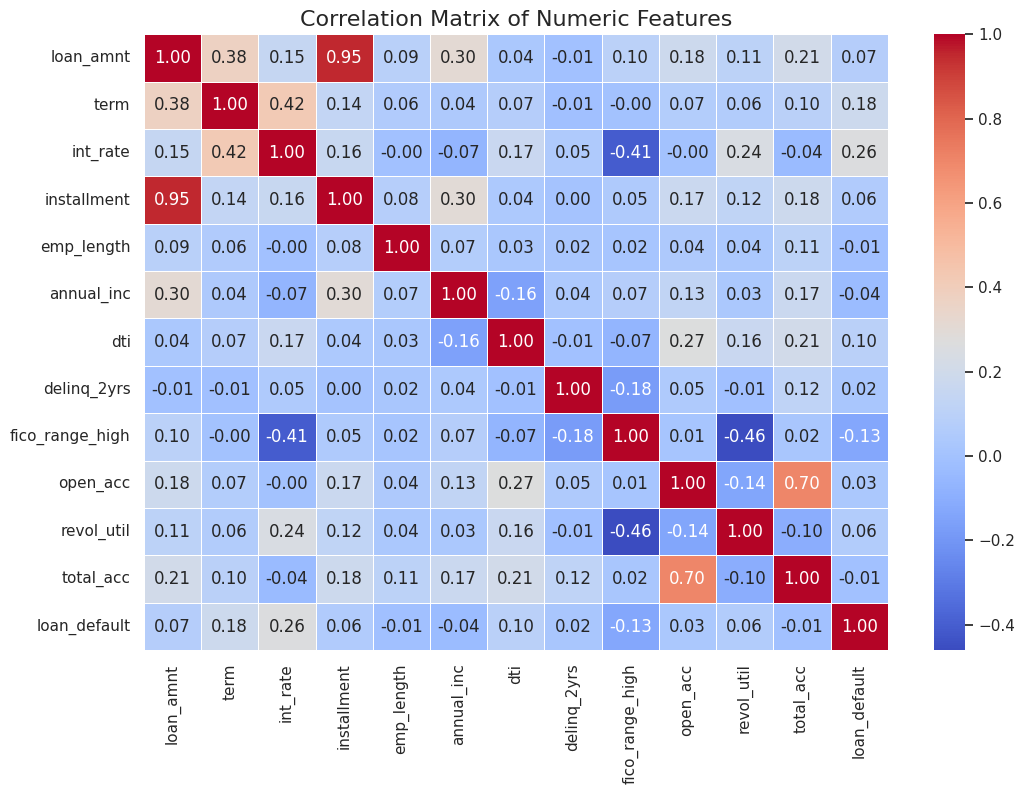 Correlation Matrix of Numeric Features
loan_amnt 1.00 0.38 0.15 0.95 0.09 0.30 0.04 -0.01 0.10 0.18 0.11 0.21 0.07
term 0.38 1.00 0.42 0.14 0.06 0.04 0.07 -0.01 -0.00 0.07 0.06 0.10 0.18
int_rate 0.15 0.42 1.00 0.16 -0.00 -0.07 0.17 0.05 -0.41 -0.00 0.24 -0.04 0.26
installment 0.95 0.14 0.16 1.00 0.08 0.30 0.04 0.00 0.05 0.17 0.12 0.18 0.06
emp_length 0.09 0.06 -0.00 0.08 1.00 0.07 0.03 0.02 0.02 0.04 0.04 0.11 -0.01
annual_inc 0.30 0.04 -0.07 0.30 0.07 1.00 -0.16 0.04 0.07 0.13 0.03 0.17 -0.04
dti 0.04 0.07 0.17 0.04 0.03 -0.16 1.00 -0.01 -0.07 0.27 0.16 0.21 0.10
delinq_2yrs -0.01 -0.01 0.05 0.00 0.02 0.04 -0.01 1.00 -0.18 0.05 -0.01 0.12 0.02
fico_range_high 0.10 -0.00 -0.41 0.05 0.02 0.07 -0.07 -0.18 1.00 0.01 -0.46 0.02 -0.13
open_acc 0.18 0.07 -0.00 0.17 0.04 0.13 0.27 0.05 0.01 1.00 -0.14 0.70 0.03
revol_util 0.11 0.06 0.24 0.12 0.04 0.03 0.16 -0.01 -0.46 -0.14 1.00 -0.10 0.06
total_acc 0.21 0.10 -0.04 0.18 0.11 0.17 0.21 0.12 0.02 0.70 -0.10 1.00 -0.01
loan_default 0.07 0.18 0.26 0.06 -0.01 -0.04 0.10 0.02 -0.13 0.03 0.06 -0.01 1.00
loan_amnt term int_rate installment emp_length annual_inc dti delinq_2yrs fico_range_high open_acc revol_util total_acc loan_default
1.0
0.8
0.6
0.4
0.2
0.0
−0.2
−0.4